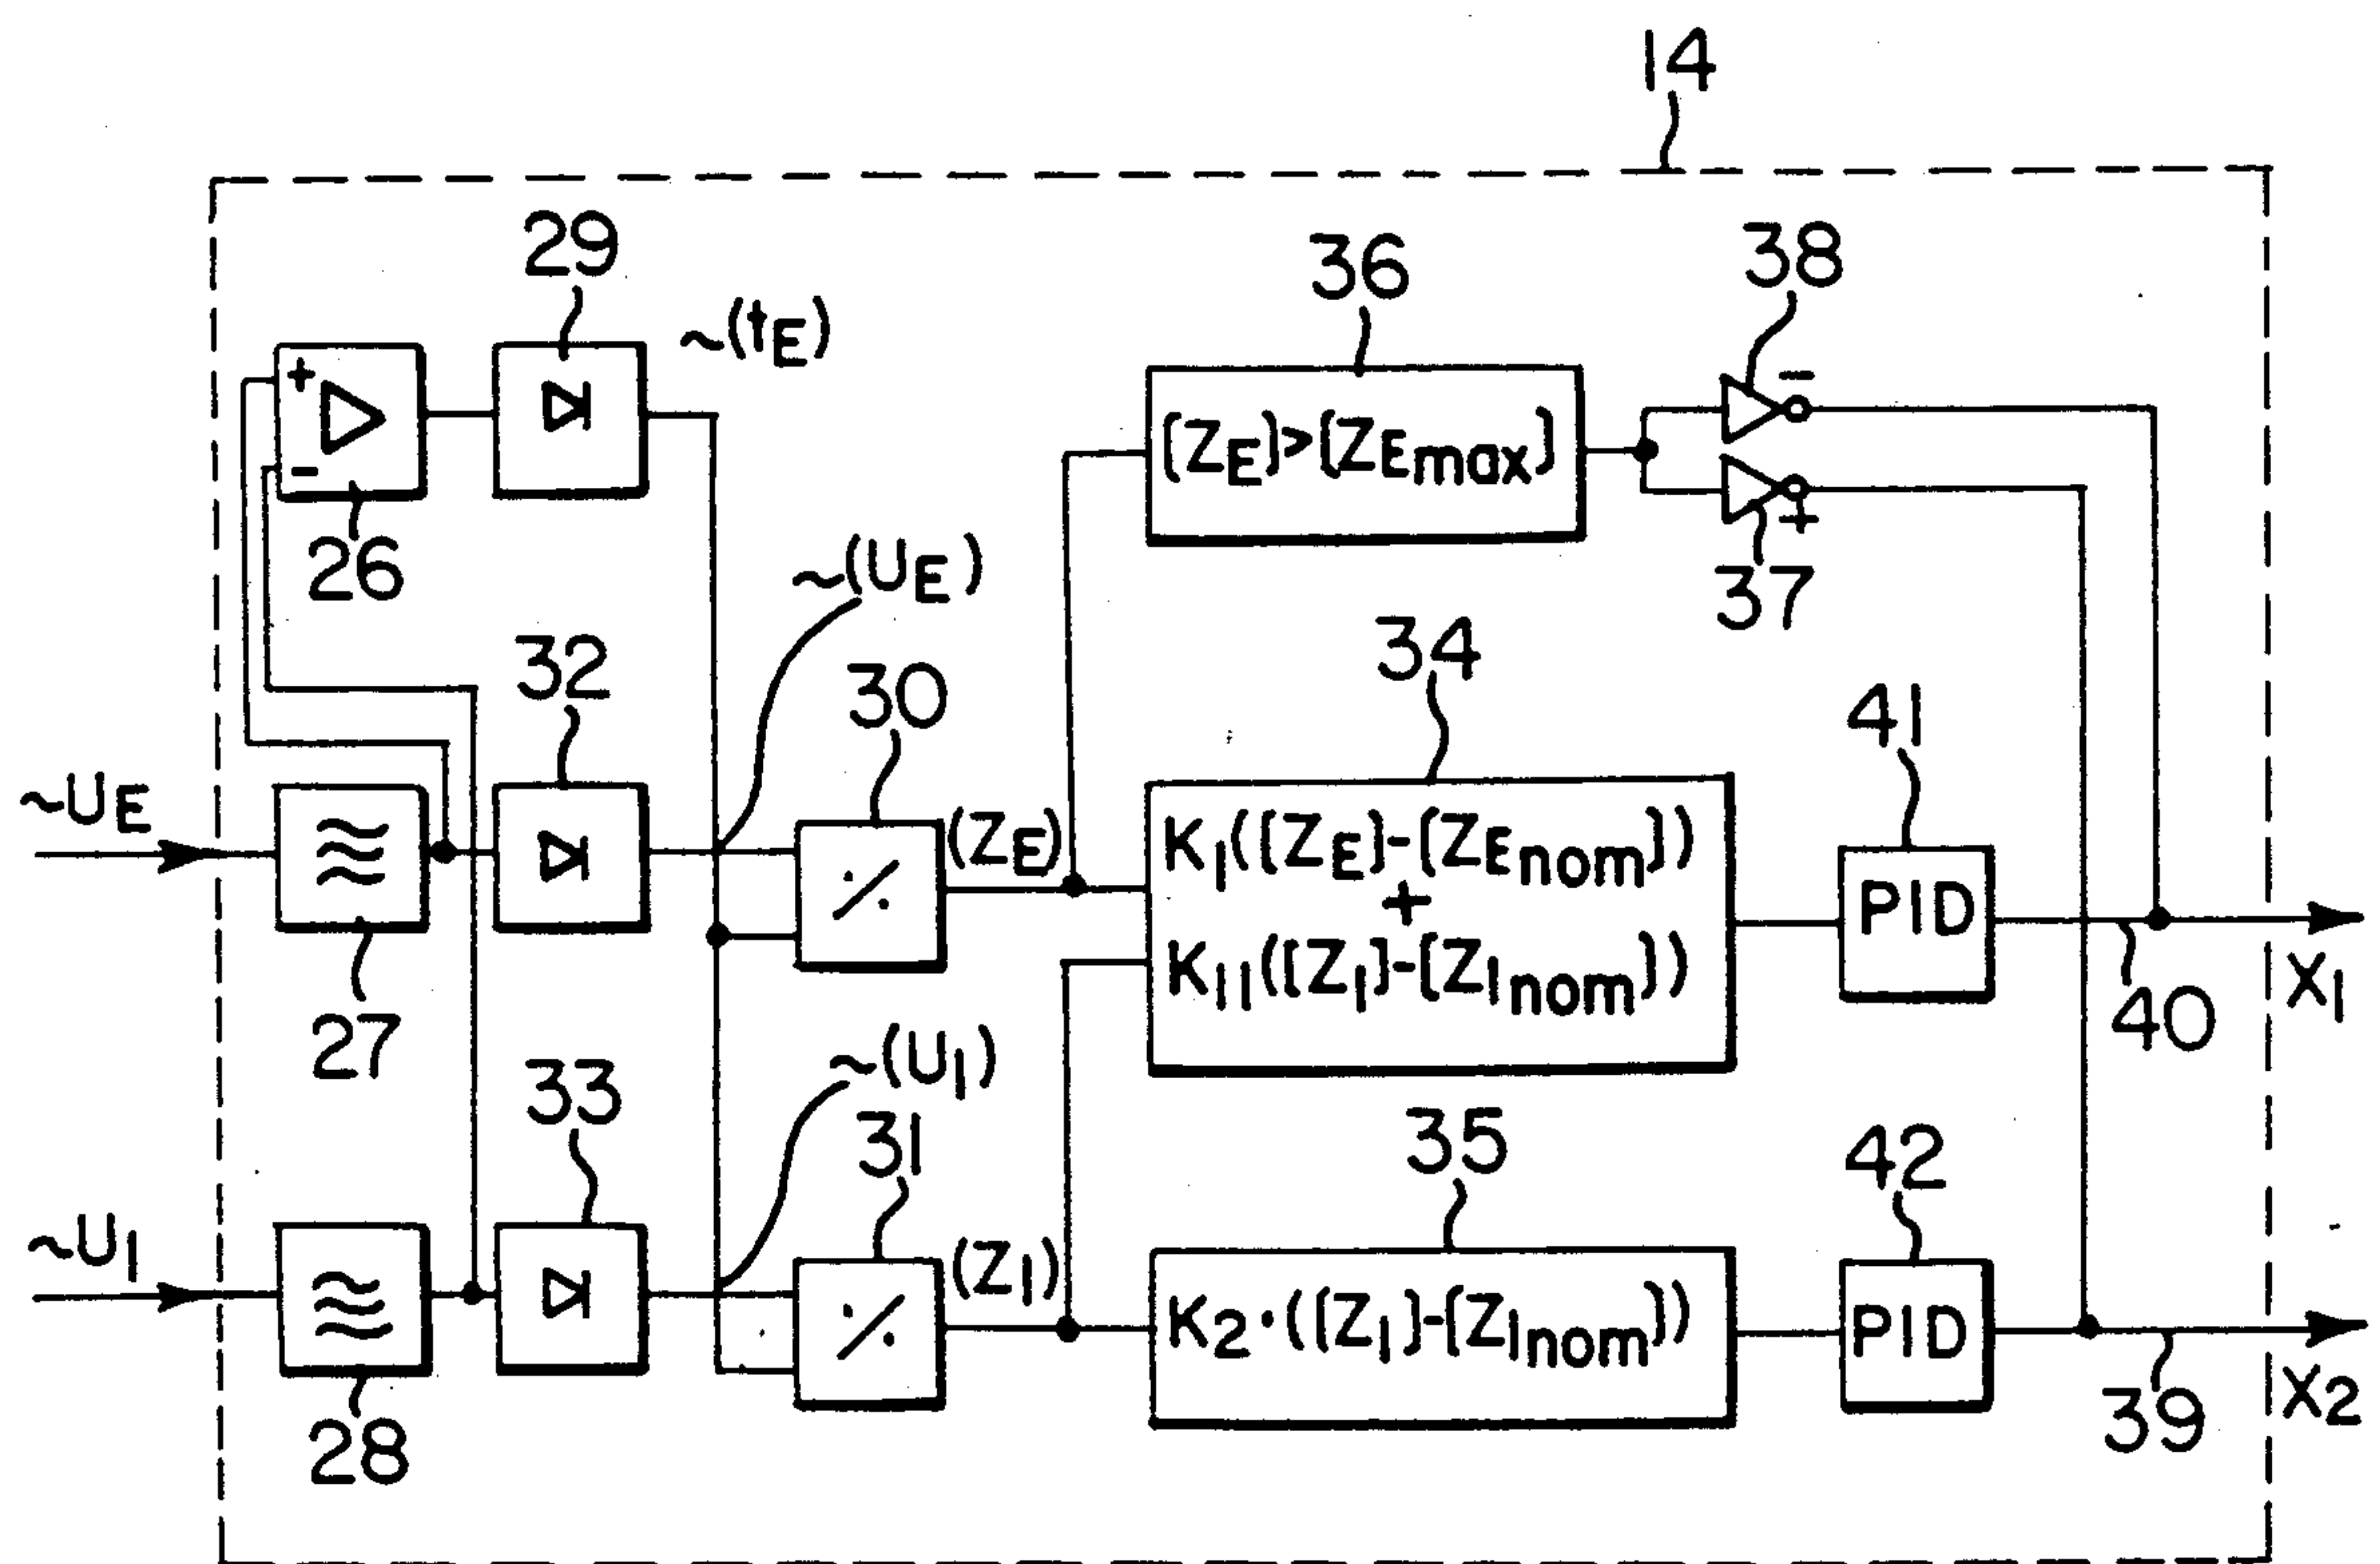 14
29
~(tE)
36
38
+
-
-
[ZE]>[ZEmax]
+
26
37
~(UE)
32
30
34
41
~UE
(ZE)
K1([ZE]-[ZEnom])
+
K11([Z1]-[Z1nom])
PID
27
40
X1
~(U1)
33
31
35
42
~U1
(Z1)
K2·([Z1]-[Z1nom])
PID
28
39
X2